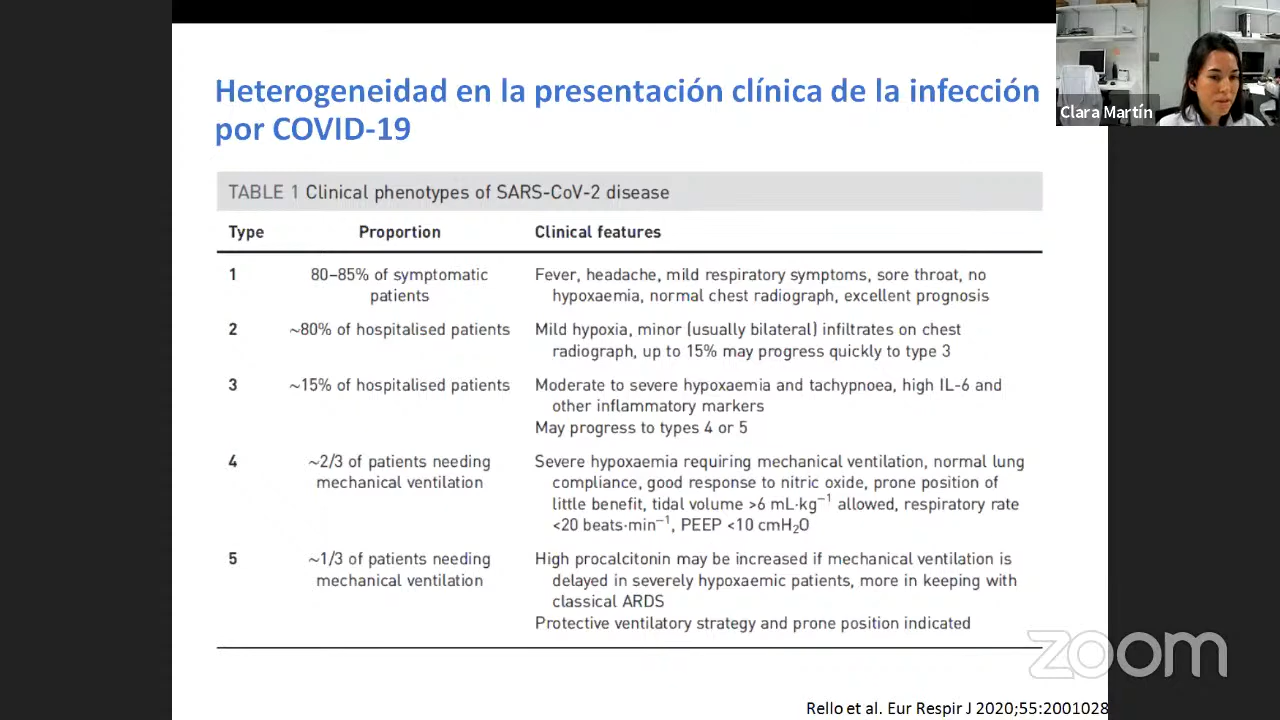 Heterogeneidad en la presentación clínica de la infección
por COVID-19
Clara Martín
TABLE 1 Clinical phenotypes of SARS-CoV-2 disease
Type Proportion Clinical features
1 80–85% of symptomatic patients Fever, headache, mild respiratory symptoms, sore throat, no
hypoxaemia, normal chest radiograph, excellent prognosis
2 ~80% of hospitalised patients Mild hypoxia, minor (usually bilateral) infiltrates on chest
radiograph, up to 15% may progress quickly to type 3
3 ~15% of hospitalised patients Moderate to severe hypoxaemia and tachypnoea, high IL-6 and
other inflammatory markers
May progress to types 4 or 5
4 ~2/3 of patients needing mechanical ventilation Severe hypoxaemia requiring mechanical ventilation, normal lung
compliance, good response to nitric oxide, prone position of
little benefit, tidal volume >6 mL·kg⁻¹ allowed, respiratory rate
<20 beats·min⁻¹, PEEP <10 cmH₂O
5 ~1/3 of patients needing mechanical ventilation High procalcitonin may be increased if mechanical ventilation is
delayed in severely hypoxaemic patients, more in keeping with
classical ARDS
Protective ventilatory strategy and prone position indicated
zoom
Rello et al. Eur Respir J 2020;55:2001028